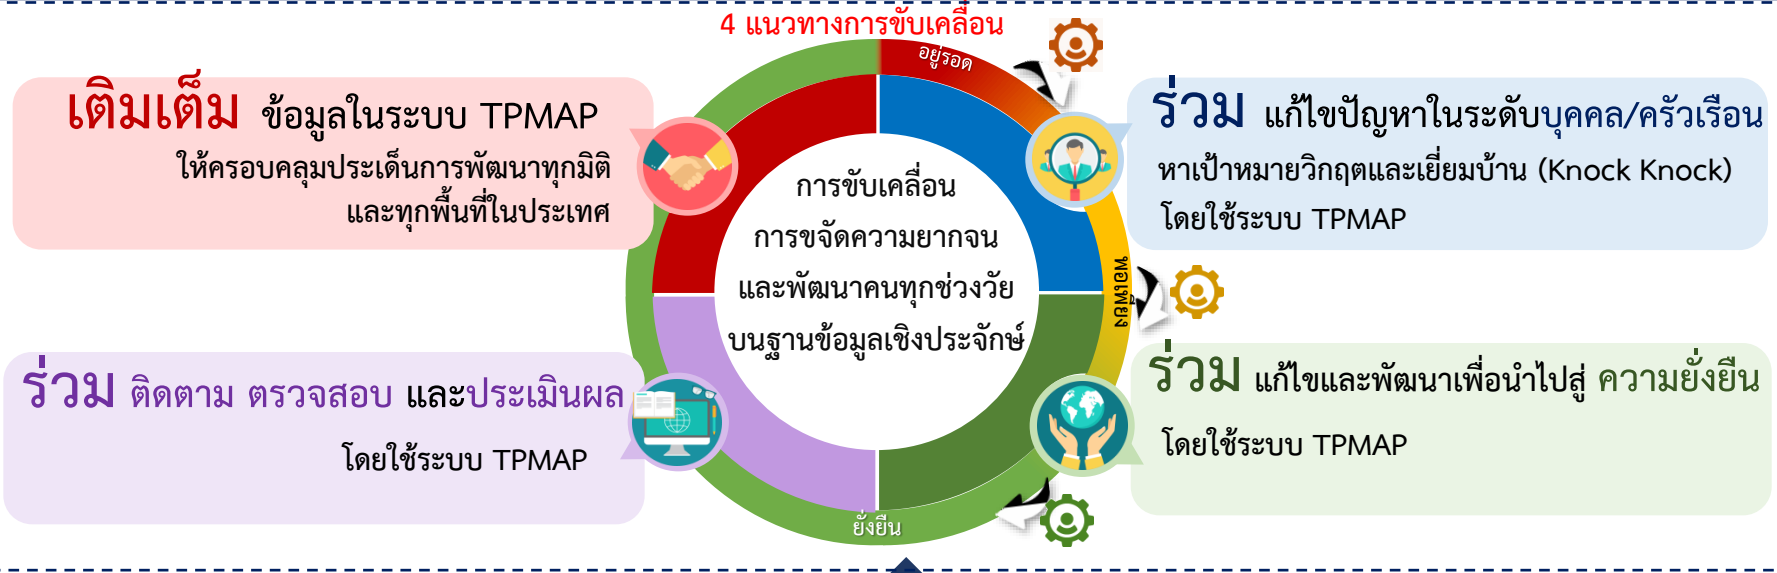 4 แนวทางการขับเคลื่อน
อยู่รอด
เติมเต็ม ข้อมูลในระบบ TPMAP
ให้ครอบคลุมประเด็นการพัฒนาทุกมิติ
และทุกพื้นที่ในประเทศ
ร่วม แก้ไขปัญหาในระดับบุคคล/ครัวเรือน
หาเป้าหมายวิกฤตและเยี่ยมบ้าน (Knock Knock)
โดยใช้ระบบ TPMAP
การขับเคลื่อน
การขจัดความยากจน
และพัฒนาคนทุกช่วงวัย
บนฐานข้อมูลเชิงประจักษ์
พอเพียง
ร่วม ติดตาม ตรวจสอบ และประเมินผล
โดยใช้ระบบ TPMAP
ร่วม แก้ไขและพัฒนาเพื่อนำไปสู่ ความยั่งยืน
โดยใช้ระบบ TPMAP
ยั่งยืน